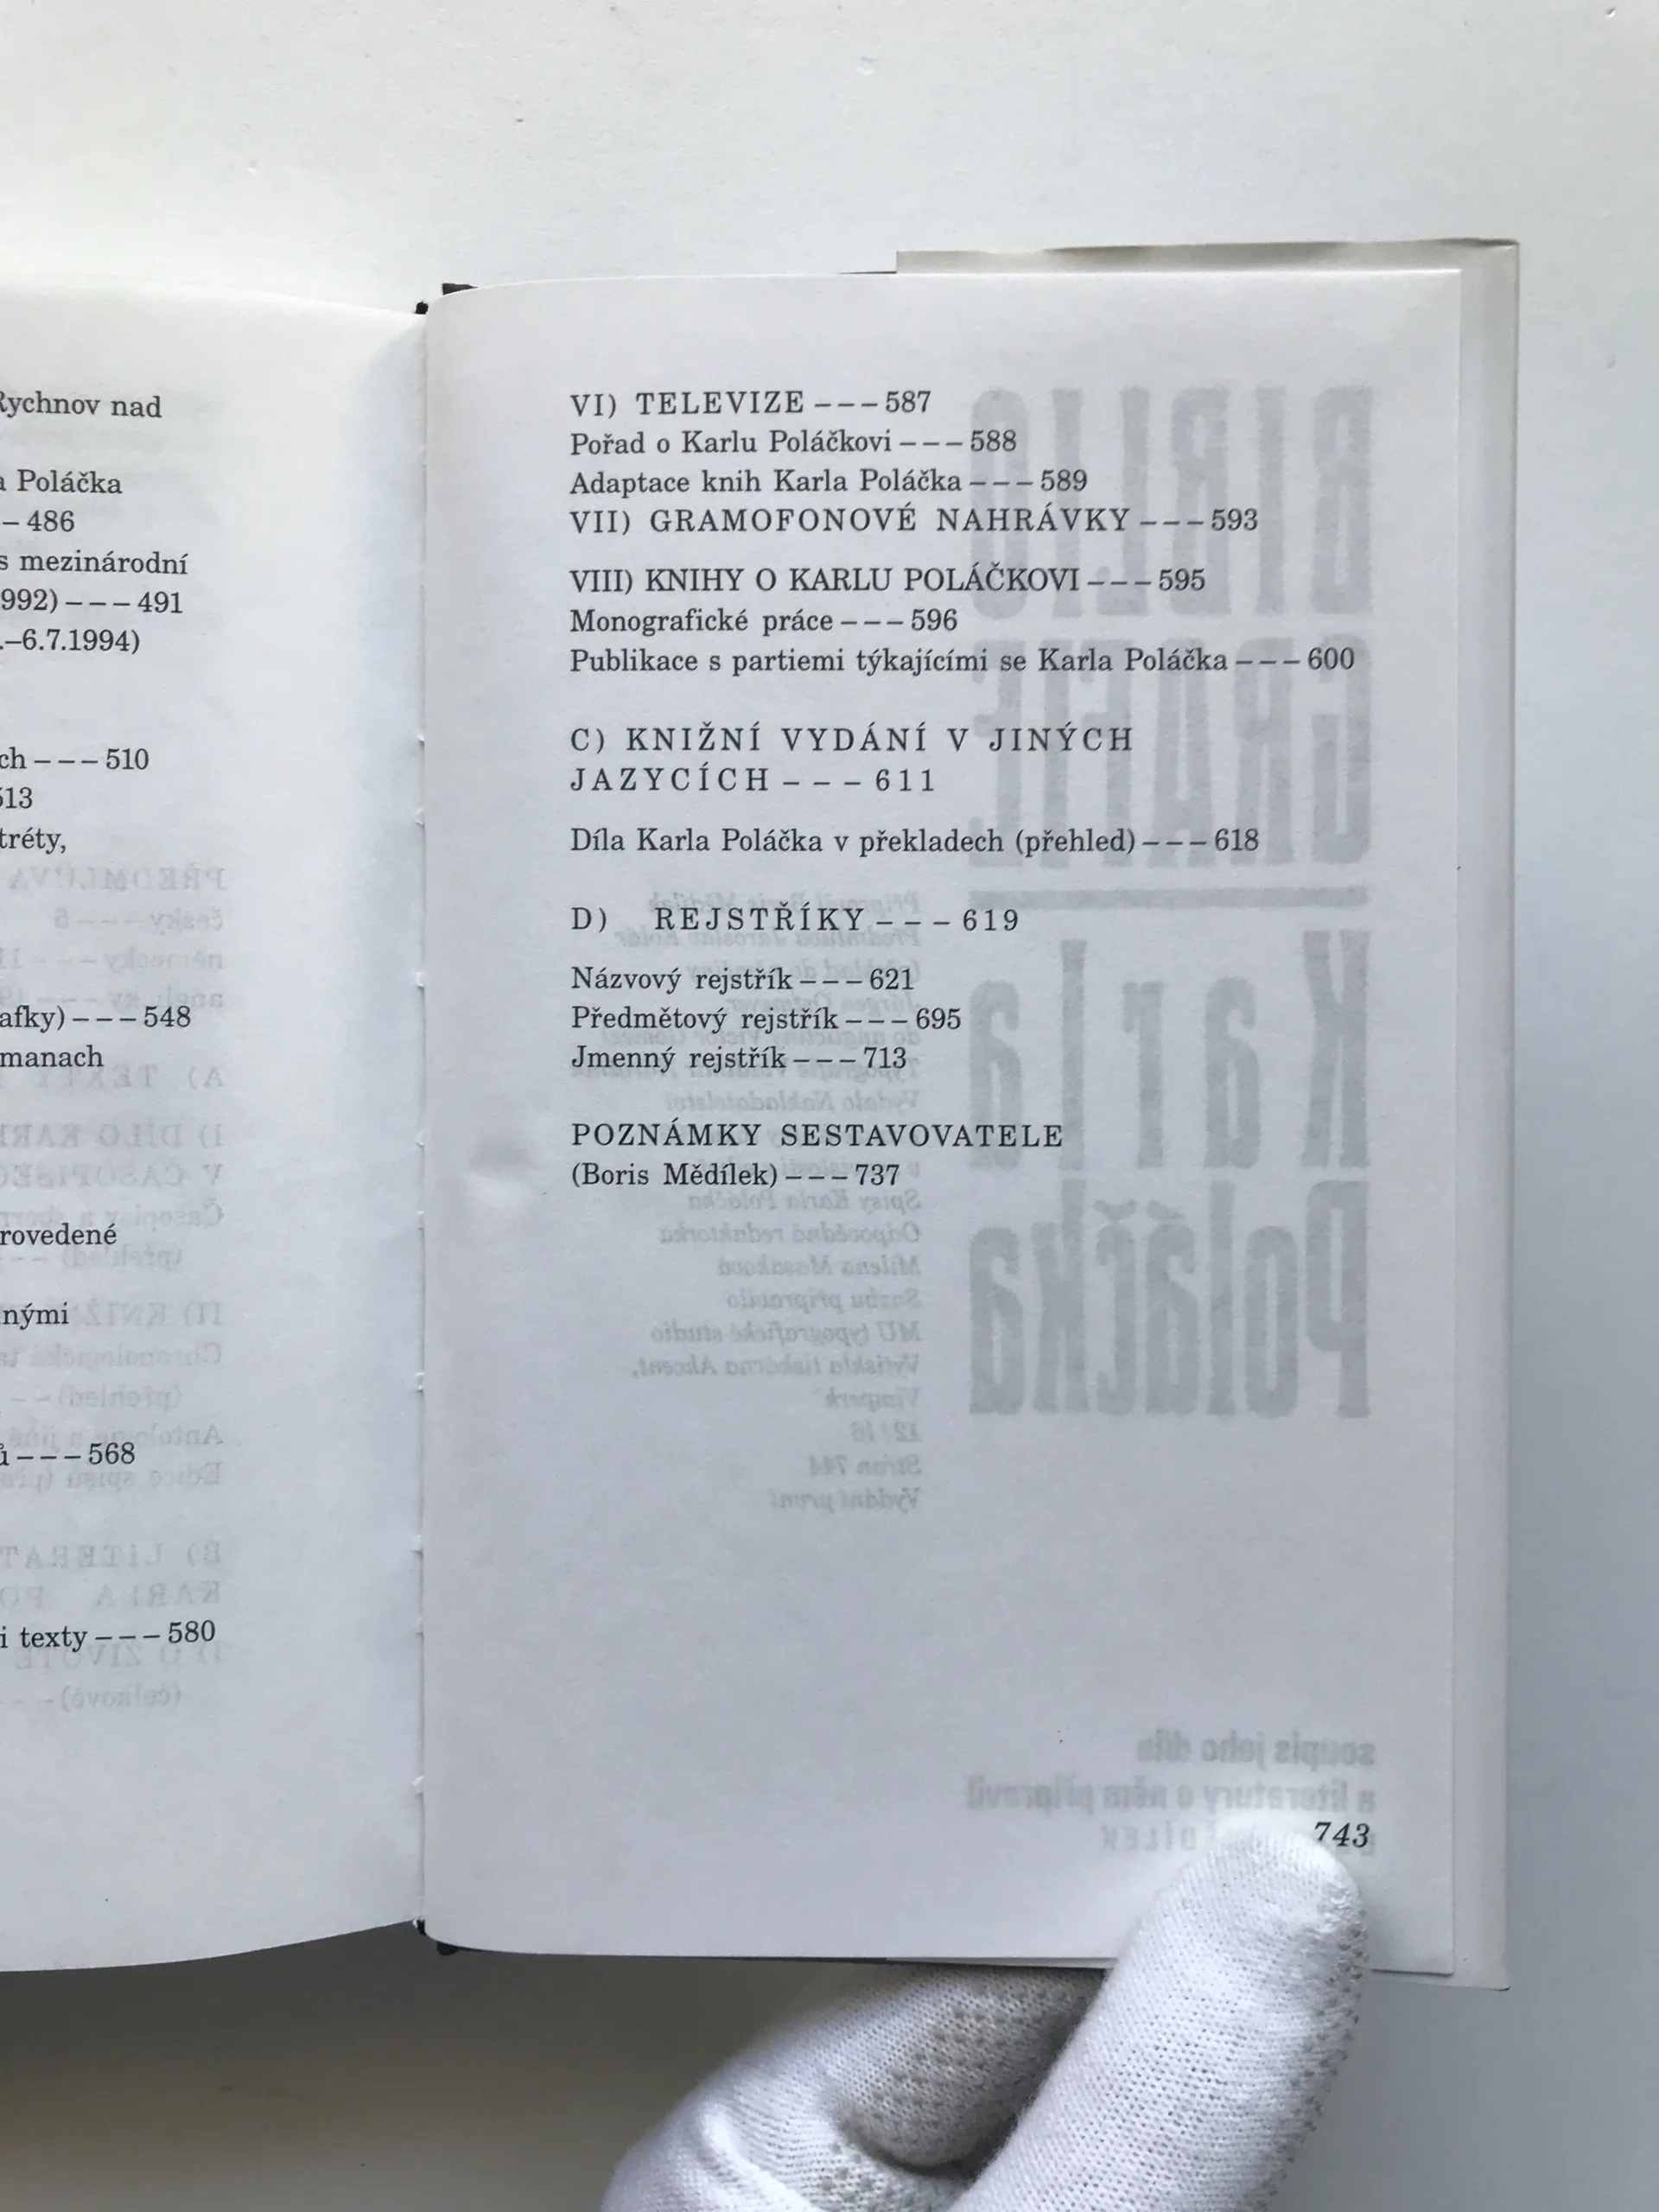 Rychnov nad
Poláčka
– 486
s mezinárodní
992) – – – 491
.–6.7.1994)
ch – – – 510
513
tréty,
afky) – – – 548
manach
rovedené
nými
ů – – – 568
i texty – – – 580
VI) TELEVIZE – – – 587
Pořad o Karlu Poláčkovi – – – 588
Adaptace knih Karla Poláčka – – – 589
VII) GRAMOFONOVÉ NAHRÁVKY – – – 593
VIII) KNIHY O KARLU POLÁČKOVI – – – 595
Monografické práce – – – 596
Publikace s partiemi týkajícími se Karla Poláčka – – – 600
C) KNIŽNÍ VYDÁNÍ V JINÝCH
JAZYCÍCH – – – 611
Díla Karla Poláčka v překladech (přehled) – – – 618
D) REJSTŘÍKY – – – 619
Názvový rejstřík – – – 621
Předmětový rejstřík – – – 695
Jmenný rejstřík – – – 713
POZNÁMKY SESTAVOVATELE
(Boris Mědílek) – – – 737
743